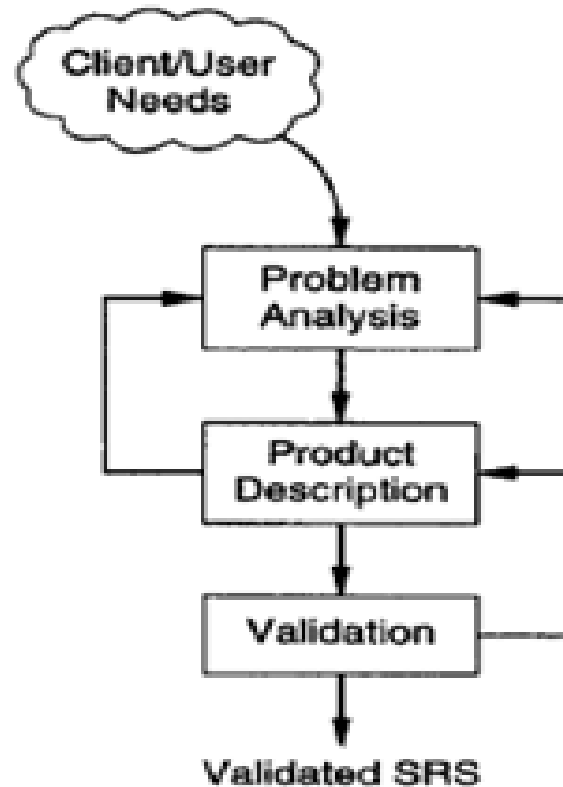 Client/User
Needs
Problem
Analysis
Product
Description
Validation
Validated SRS